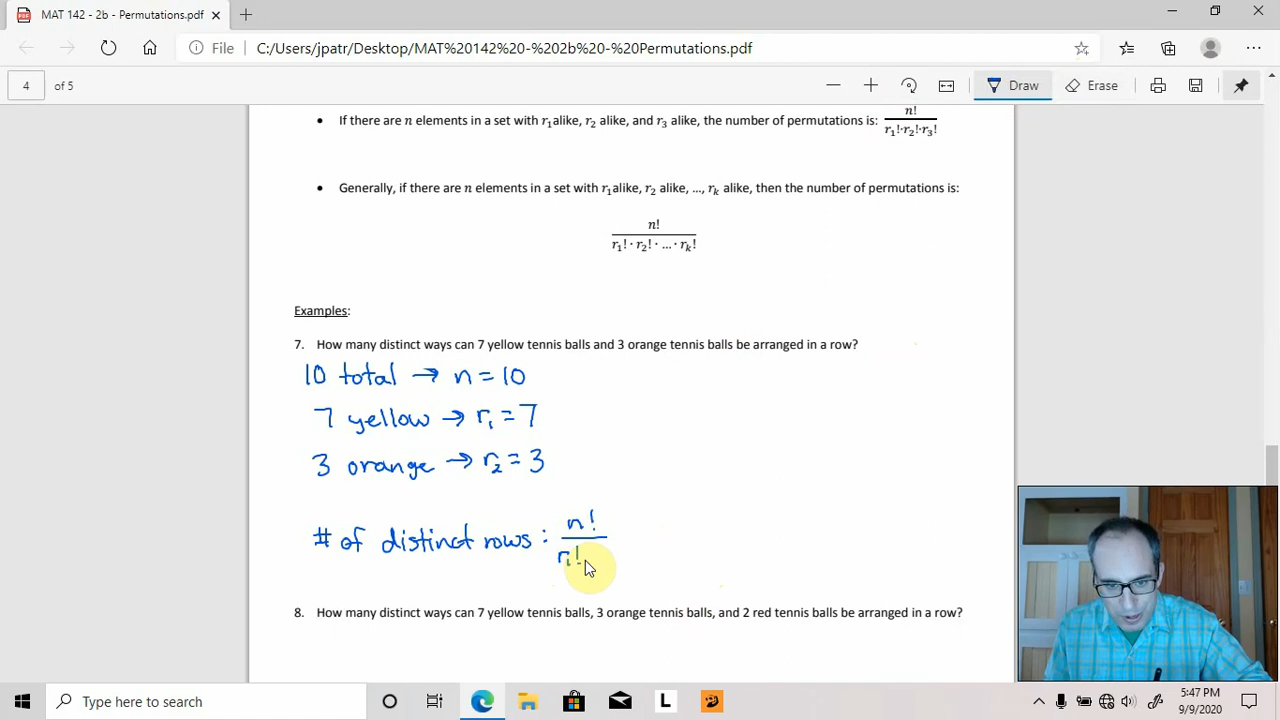 MAT 142 - 2b - Permutations.pdf
File C:/Users/jpatr/Desktop/MAT%20142%20-%202b%20-%20Permutations.pdf
4 of 5 Draw Erase
• If there are n elements in a set with r₁alike, r₂ alike, and r₃ alike, the number of permutations is: n!/(r₁!·r₂!·r₃!)
• Generally, if there are n elements in a set with r₁alike, r₂ alike, …, rₖ alike, then the number of permutations is:
n!
r₁! · r₂! · … · rₖ!
Examples:
7. How many distinct ways can 7 yellow tennis balls and 3 orange tennis balls be arranged in a row?
10 total → n = 10
7 yellow → r₁ = 7
3 orange → r₂ = 3
# of distinct rows : n!
r₁!
8. How many distinct ways can 7 yellow tennis balls, 3 orange tennis balls, and 2 red tennis balls be arranged in a row?
Type here to search
L
5:47 PM
9/9/2020